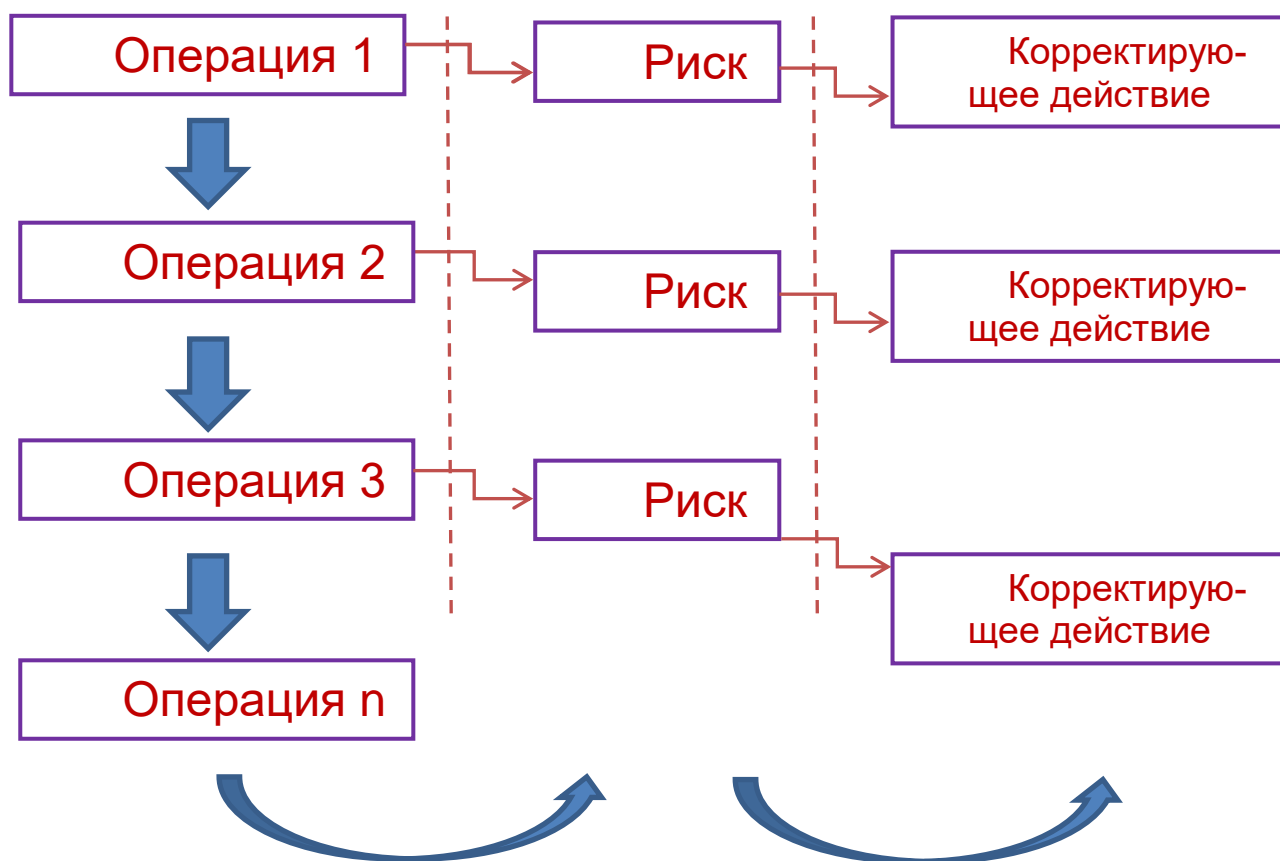 Операция 1
Риск
Корректирую-
щее действие
Операция 2
Риск
Корректирую-
щее действие
Операция 3
Риск
Корректирую-
щее действие
Операция n